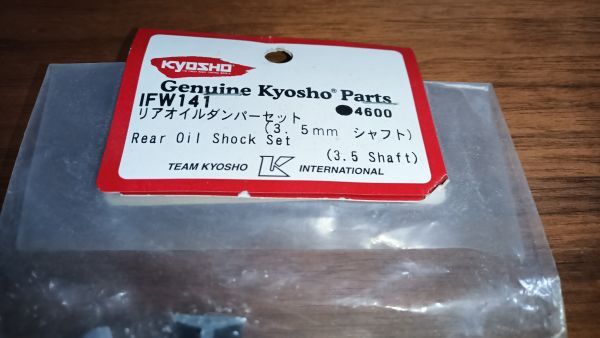 KYOSHO
Genuine Kyosho® Parts
IFW141 ●4600
リアオイルダンパーセット
(3.5mm シャフト)
Rear Oil Shock Set
(3.5 Shaft)
TEAM KYOSHO K INTERNATIONAL